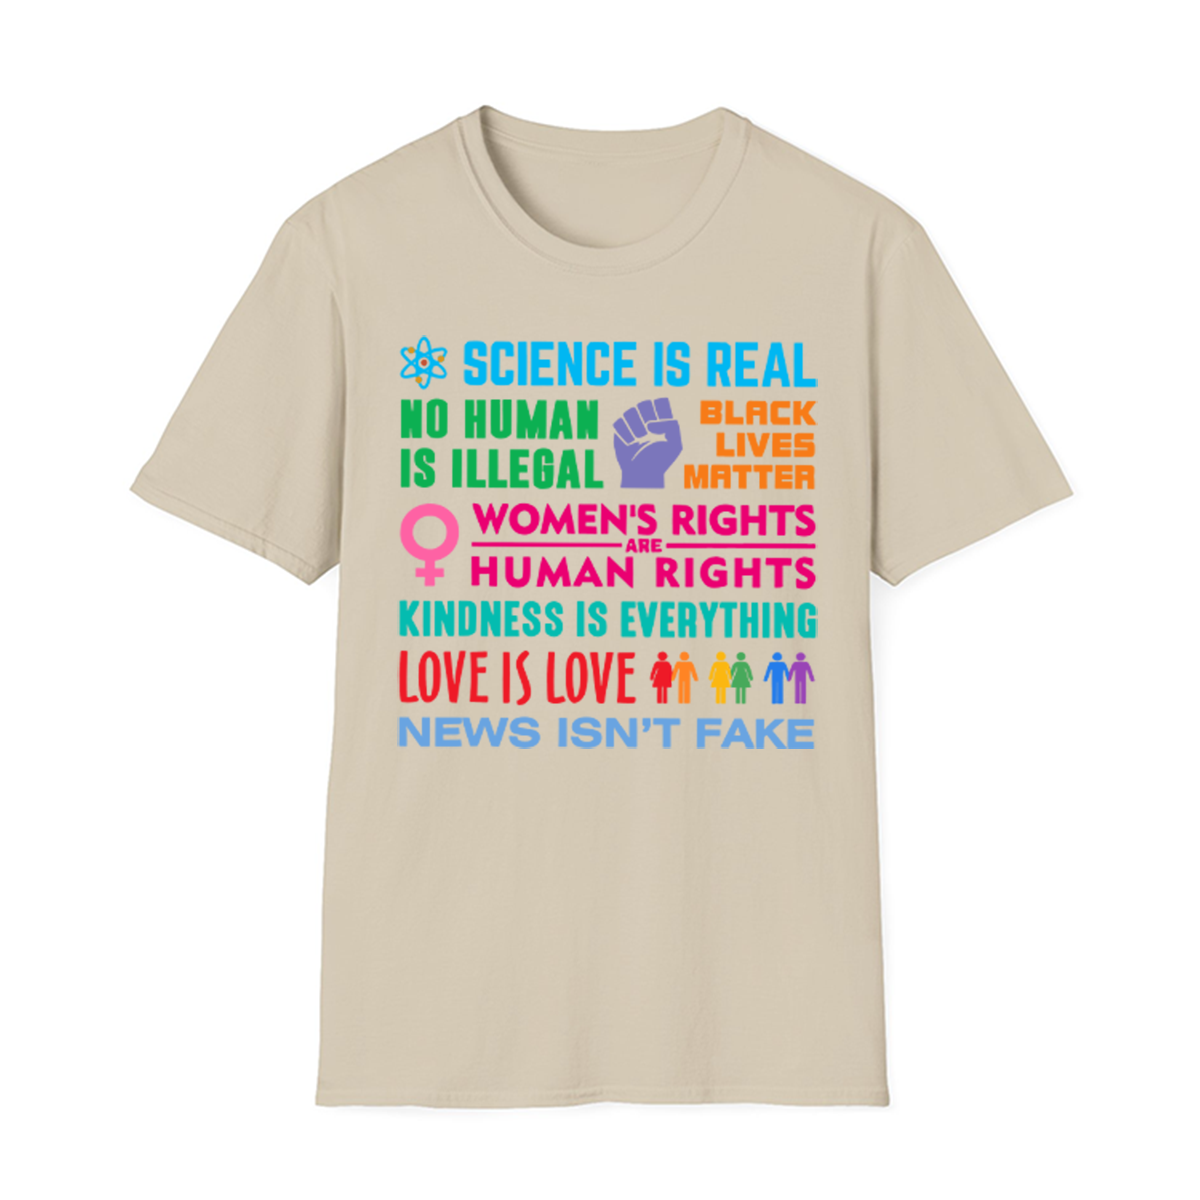 SCIENCE IS REAL
NO HUMAN
IS ILLEGAL
BLACK
LIVES
MATTER
WOMEN'S RIGHTS
ARE
HUMAN RIGHTS
KINDNESS IS EVERYTHING
LOVE IS LOVE
NEWS ISN'T FAKE